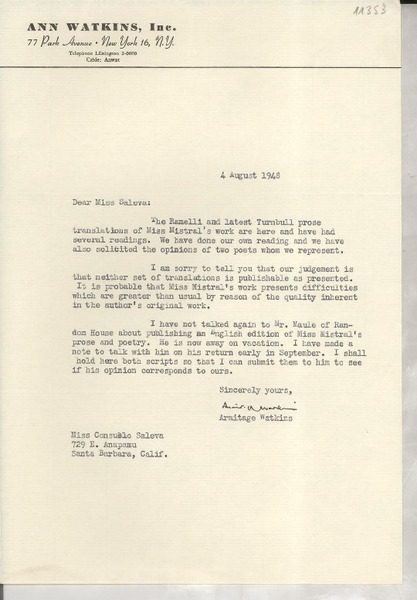 11353
ANN WATKINS, Inc.
77 Park Avenue • New York 16, N.Y.
Cable: Anwat
4 August 1948
Dear Miss Saleva:
The Ramelli and latest Turnbull prose
translations of Miss Mistral's work are here and have had
several readings. We have done our own reading and we have
also solicited the opinions of two poets whom we represent.
I am sorry to tell you that our judgement is
that neither set of translations is publishable as presented.
It is probable that Miss Mistral's work presents difficulties
which are greater than usual by reason of the quality inherent
in the author's original work.
I have not talked again to Mr. Maule of Ran-
dom House about publishing an English edition of Miss Mistral's
prose and poetry. He is now away on vacation. I have made a
note to talk with him on his return early in September. I shall
hold here both scripts so that I can submit them to him to see
if his opinion corresponds to ours.
Sincerely yours,
Armitage Watkins
Miss Consuelo Saleva
729 E. Anapamu
Santa Barbara, Calif.